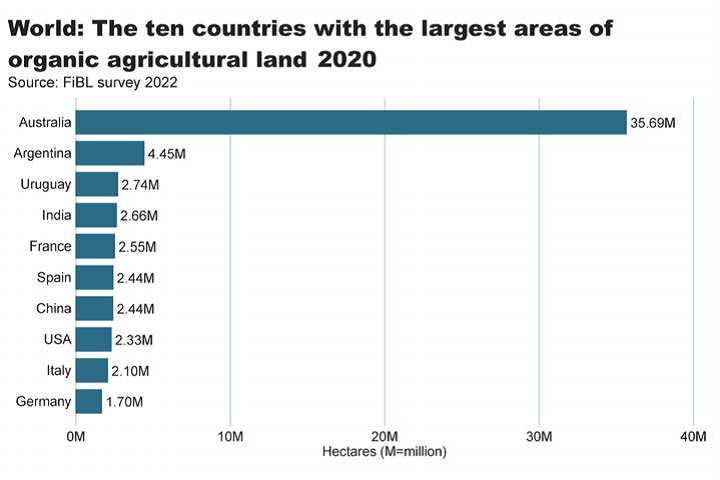 World: The ten countries with the largest areas of
organic agricultural land 2020
Source: FiBL survey 2022
Australia 35.69M
Argentina 4.45M
Uruguay 2.74M
India 2.66M
France 2.55M
Spain 2.44M
China 2.44M
USA 2.33M
Italy 2.10M
Germany 1.70M
0M 10M 20M 30M 40M
Hectares (M=million)